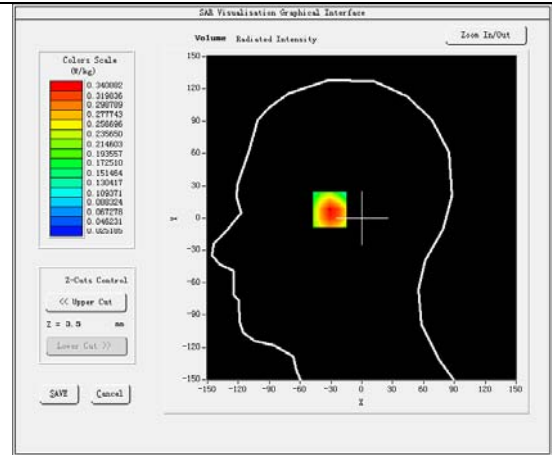 SAR Visualisation Graphical Interface
Volume Radiated Intensity
Zoom In/Out
Colors Scale
(W/kg)
0.340082
0.319036
0.298789
0.277743
0.256696
0.235650
0.214603
0.193557
0.172510
0.151464
0.130417
0.109371
0.088324
0.067278
0.046231
0.025185
150
120
90
60
30
0
-30
-60
-90
-120
-150
Y
-150 -120 -90 -60 -30 0 30 60 90 120 150
X
Z-Cuts Control
<< Upper Cut
Z = 3.5 mm
Lower Cut >>
SAVE Cancel